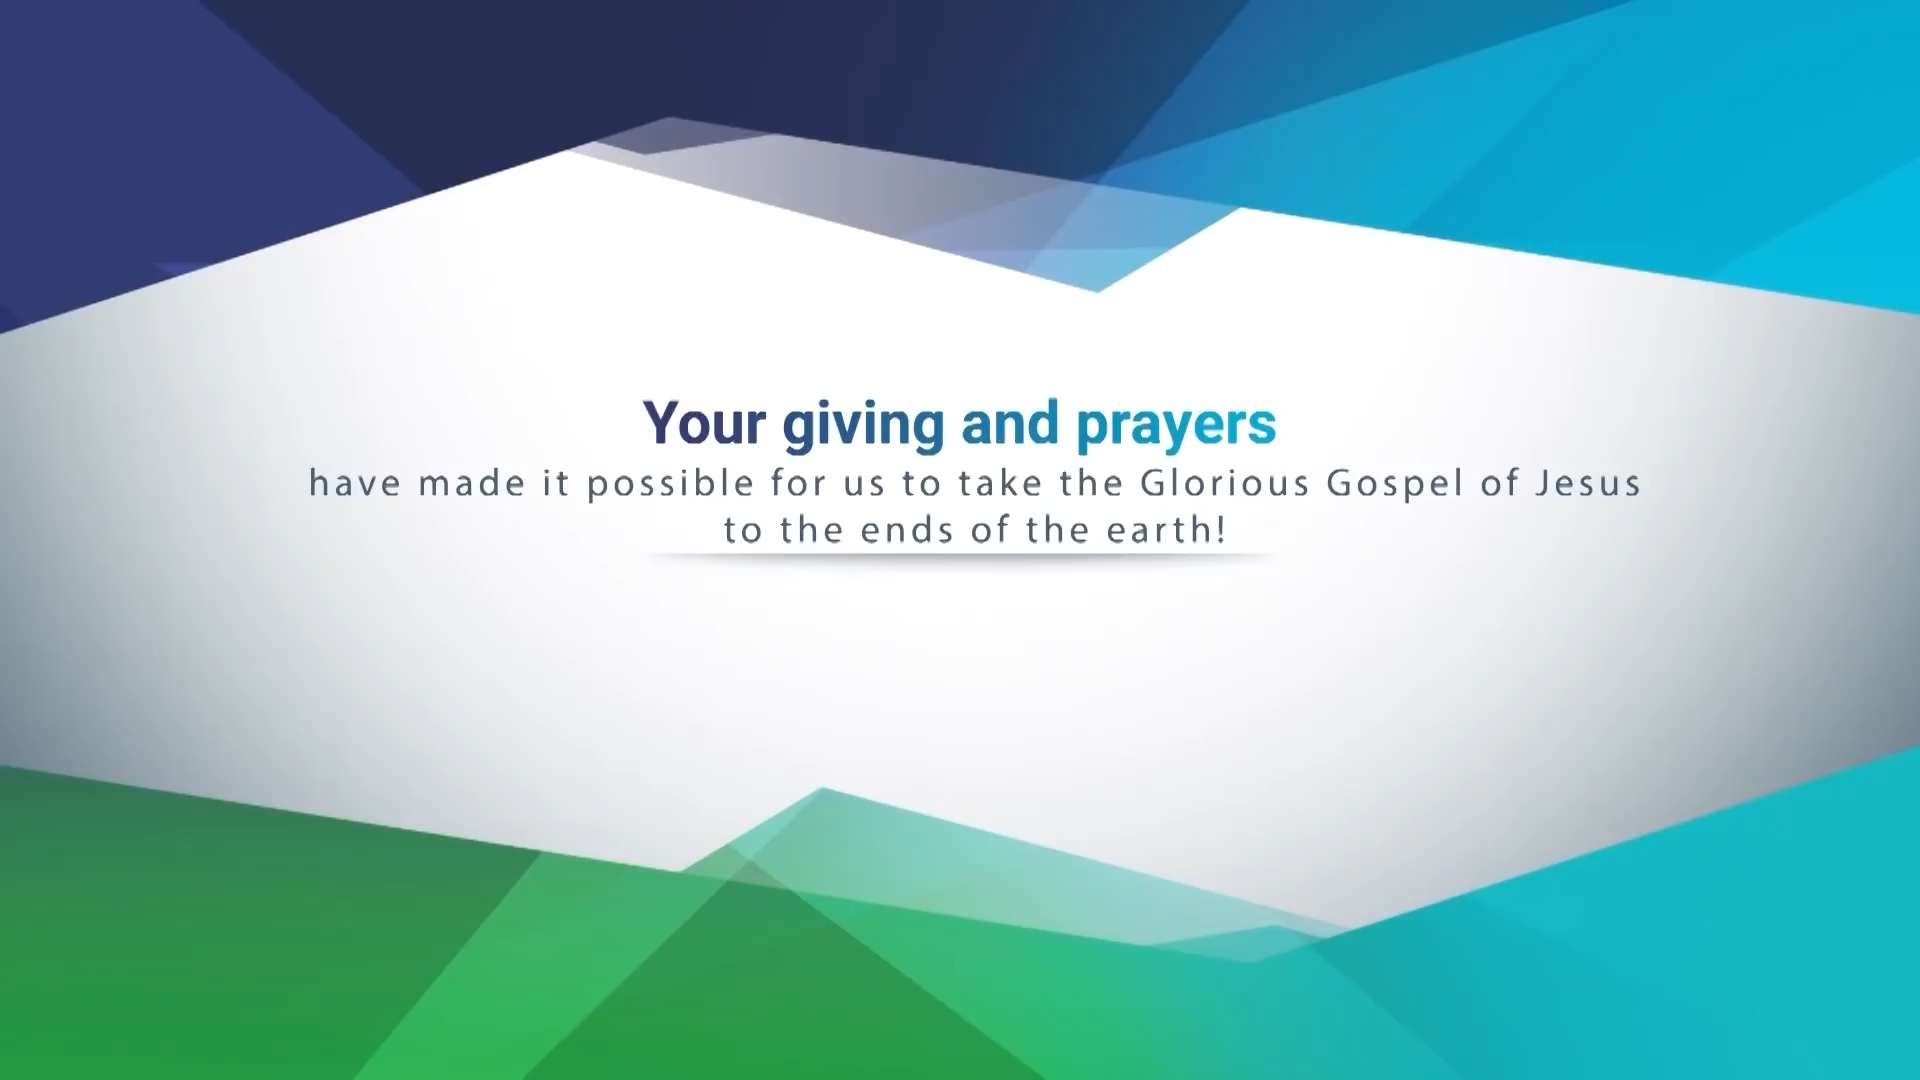 Your giving and prayers
have made it possible for us to take the Glorious Gospel of Jesus
to the ends of the earth!